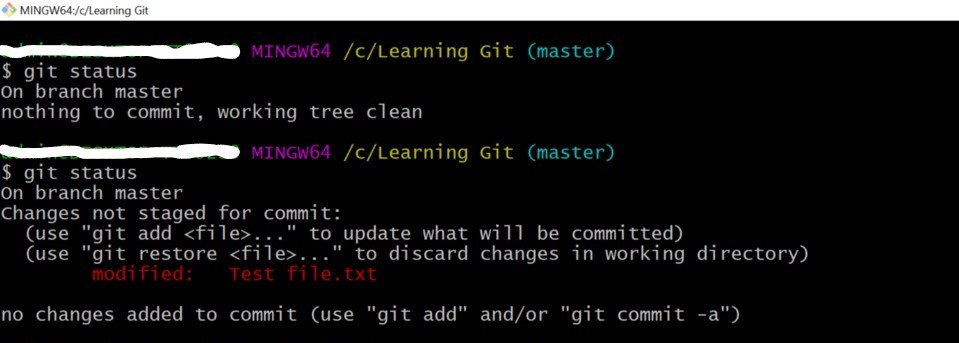 MINGW64:/c/Learning Git
MINGW64 /c/Learning Git (master)
$ git status
On branch master
nothing to commit, working tree clean
MINGW64 /c/Learning Git (master)
$ git status
On branch master
Changes not staged for commit:
(use "git add <file>..." to update what will be committed)
(use "git restore <file>..." to discard changes in working directory)
modified: Test file.txt
no changes added to commit (use "git add" and/or "git commit -a")